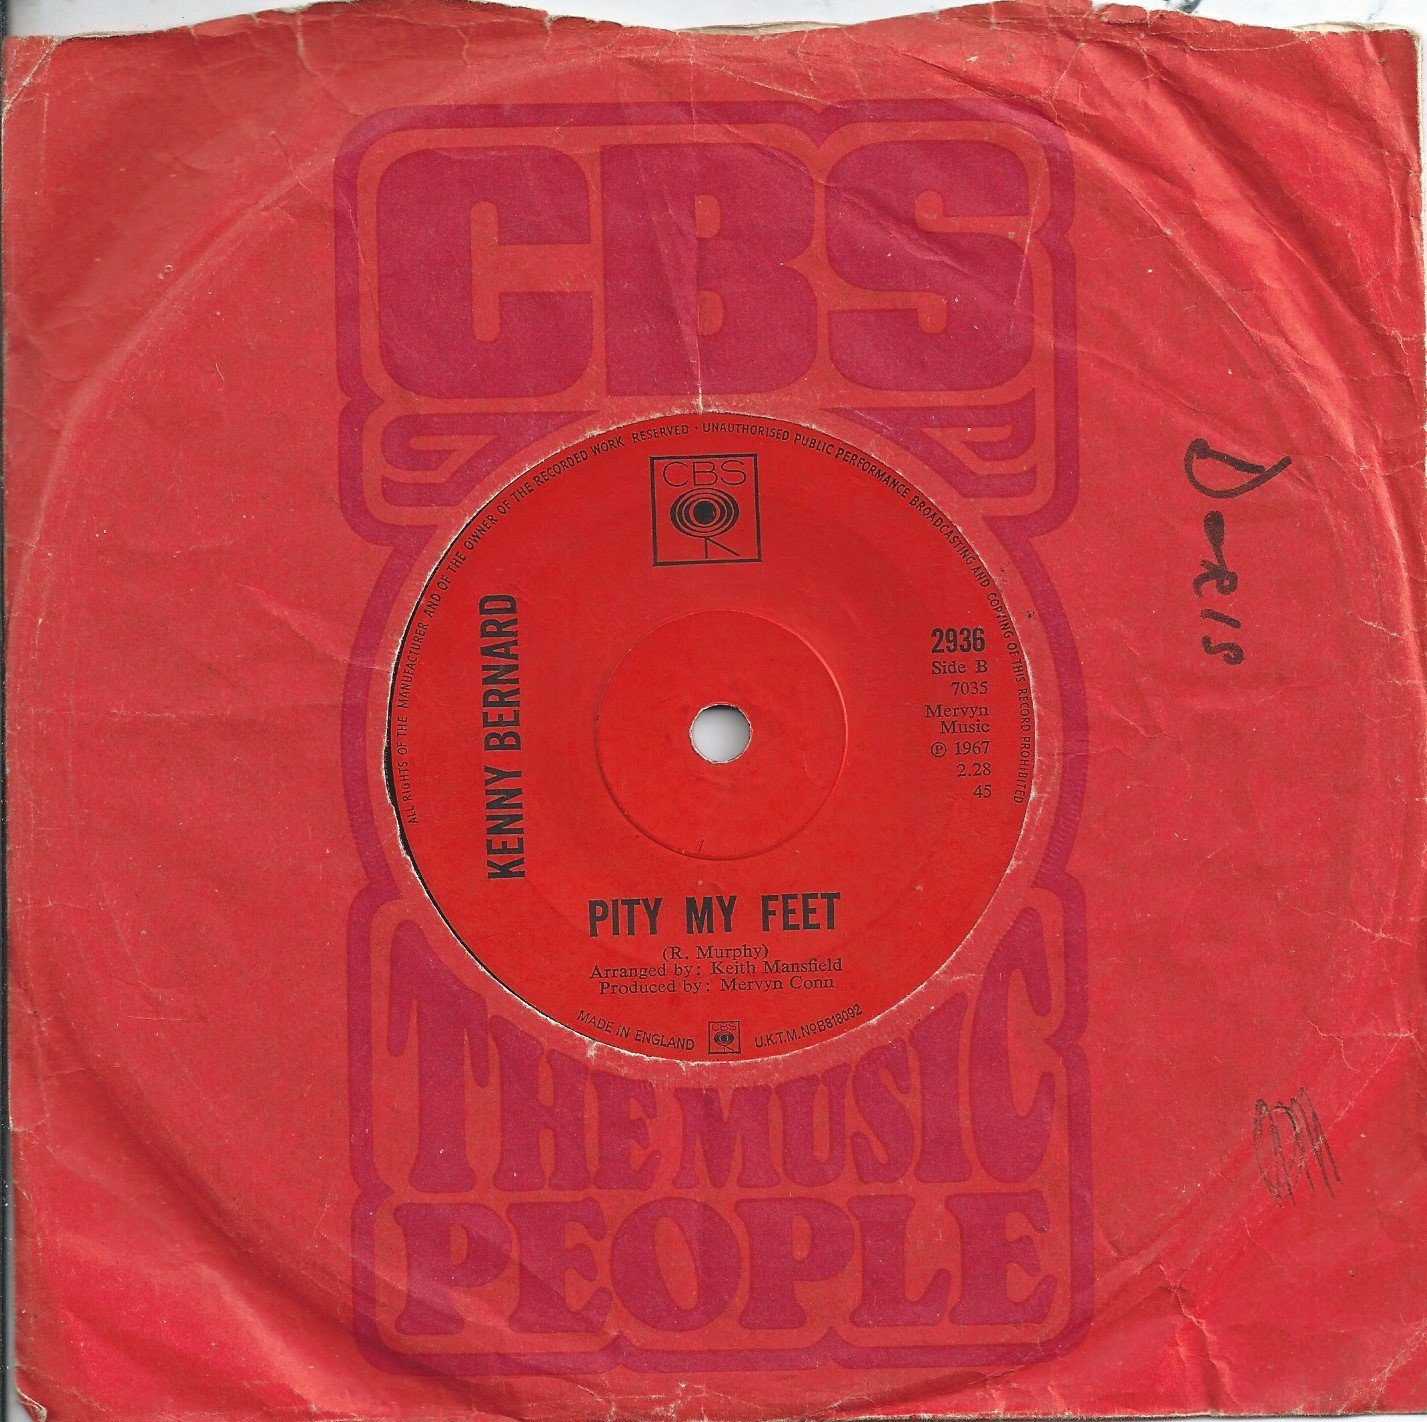 CBS
ALL RIGHTS OF THE MANUFACTURER AND OF THE OWNER OF THE RECORDED WORK RESERVED · UNAUTHORISED PUBLIC PERFORMANCE BROADCASTING AND COPYING OF THIS RECORD PROHIBITED
CBS
KENNY BERNARD
2936
Side B
7035
Mervyn
Music
℗ 1967
2.28
45
PITY MY FEET
(R. Murphy)
Arranged by: Keith Mansfield
Produced by: Mervyn Conn
MADE IN ENGLAND
CBS
U.K.T.M. Nº B818092
THE MUSIC
PEOPLE